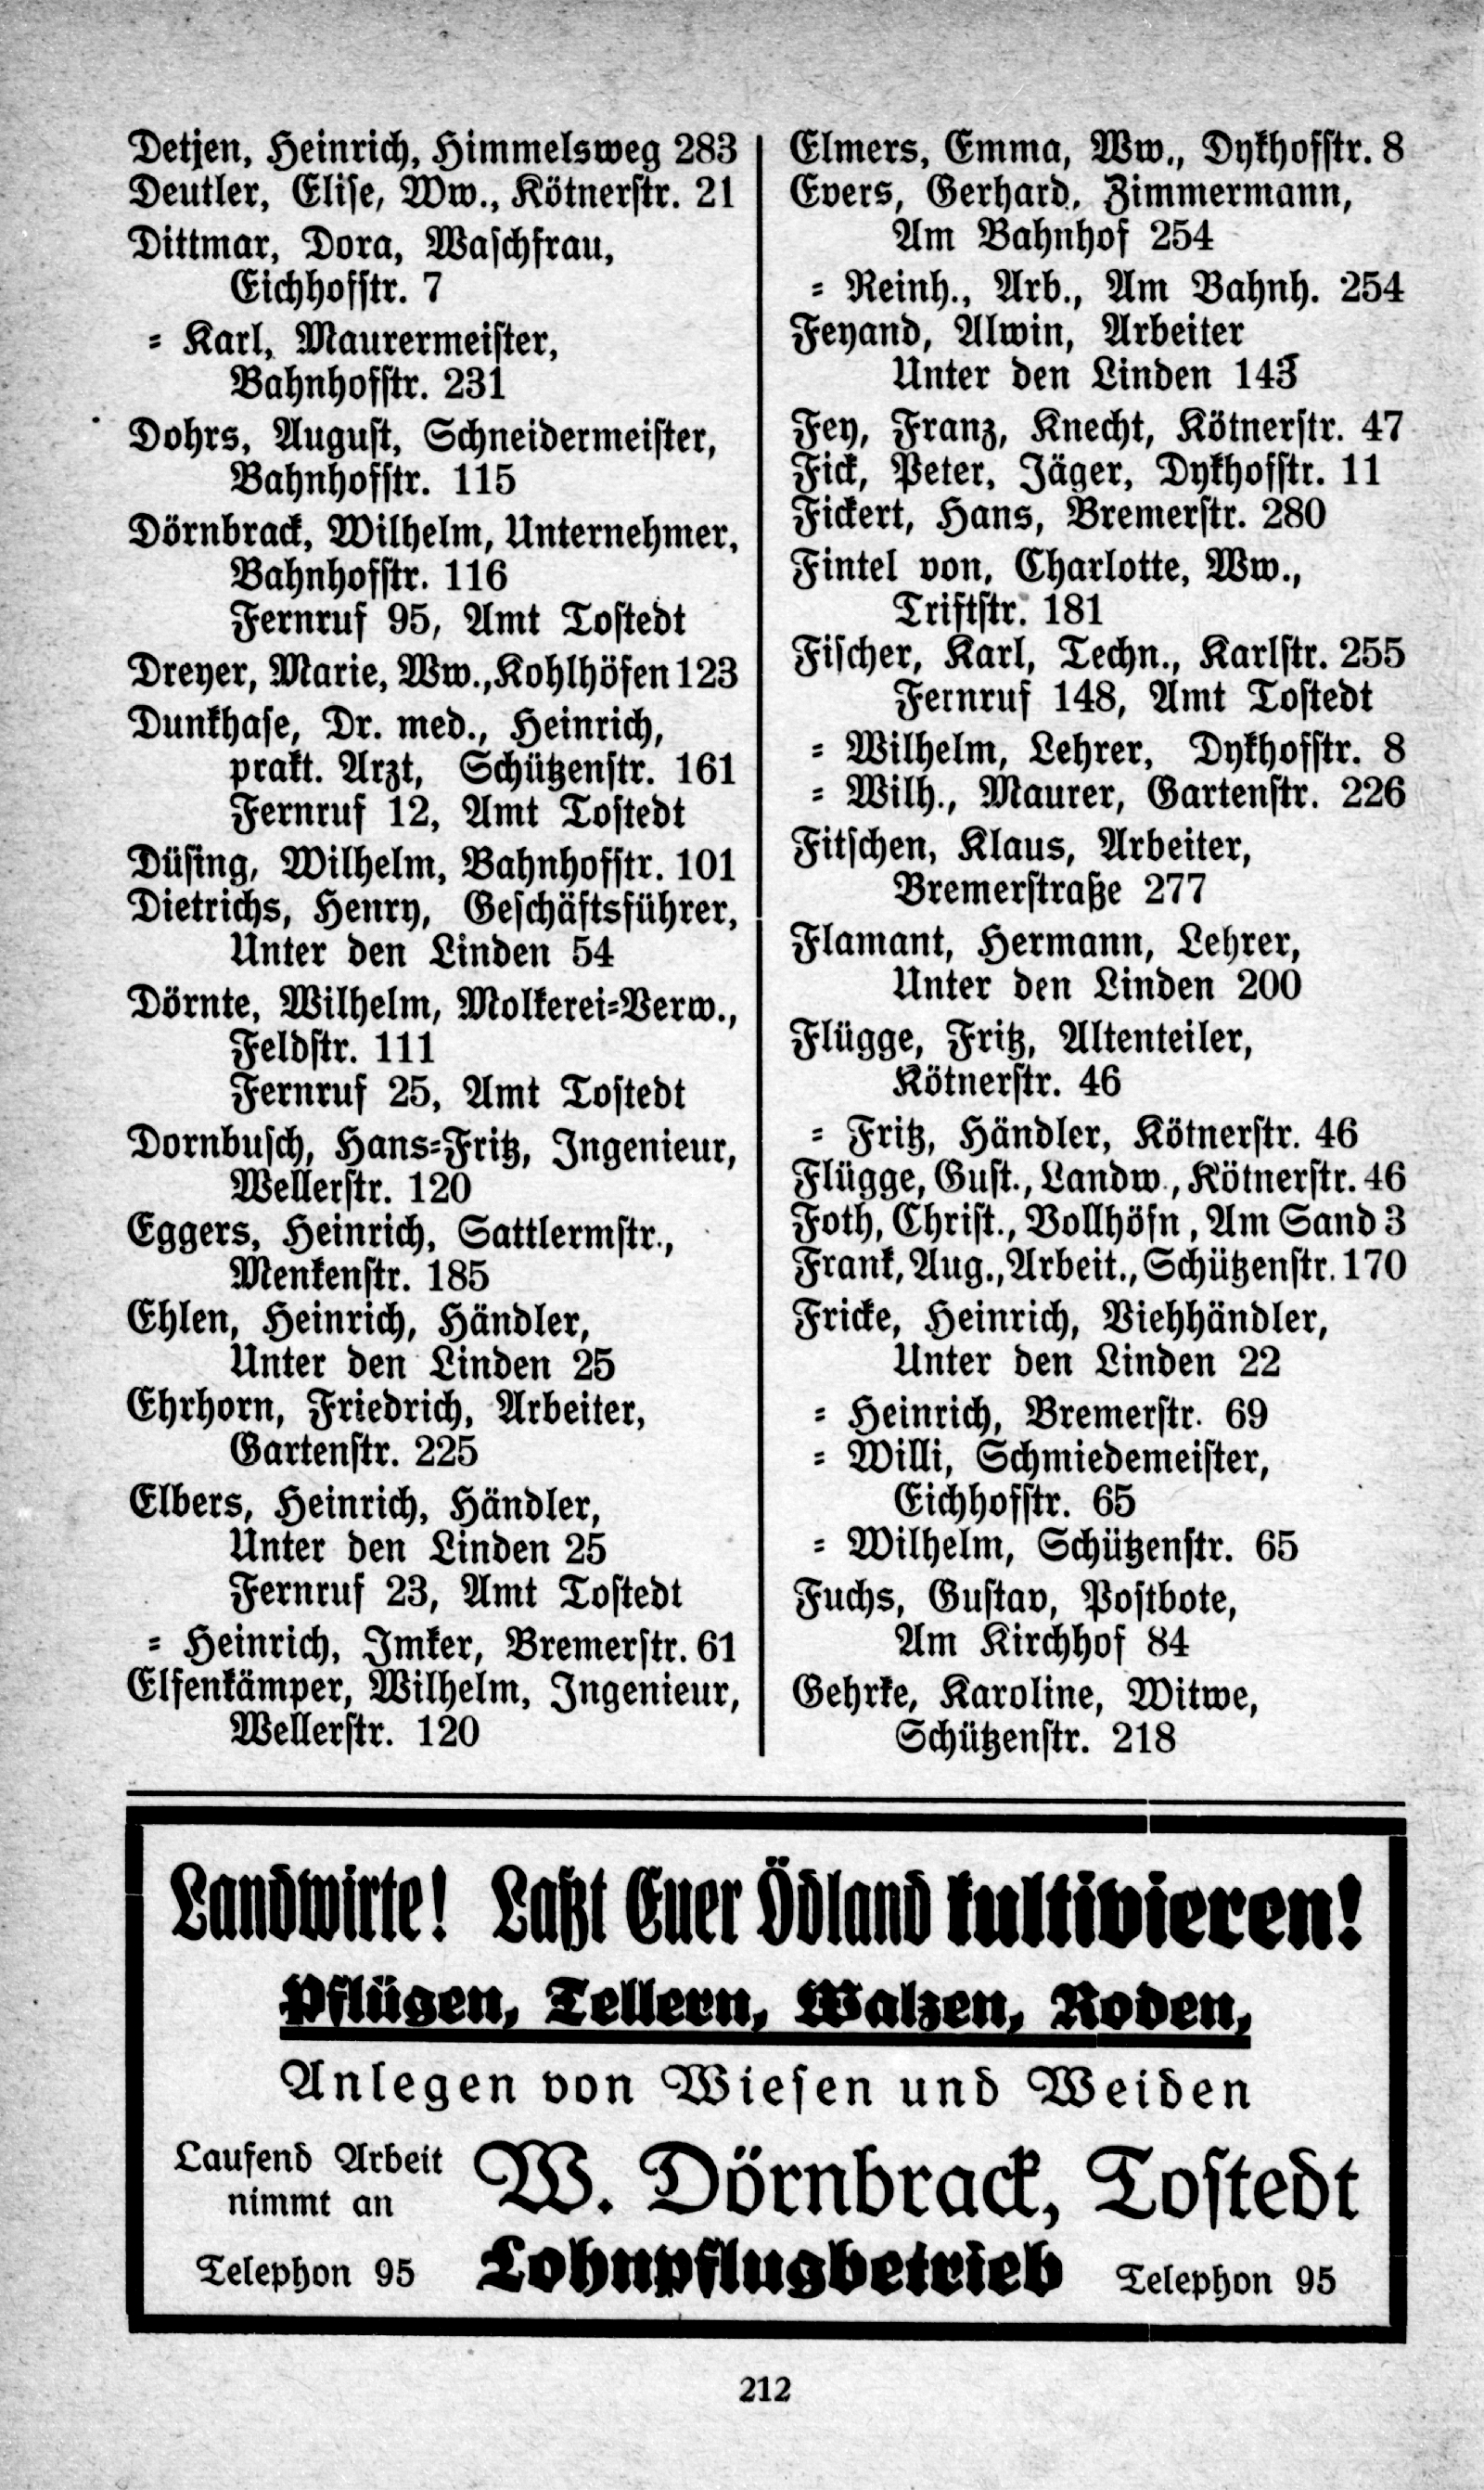 Detjen, Heinrich, Himmelsweg 283
Deutler, Elise, Ww., Kötnerstr. 21
Dittmar, Dora, Waschfrau,
Eichhofstr. 7
= Karl, Maurermeister,
Bahnhofstr. 231
Dohrs, August, Schneidermeister,
Bahnhofstr. 115
Dörnbrack, Wilhelm, Unternehmer,
Bahnhofstr. 116
Fernruf 95, Amt Tostedt
Dreyer, Marie, Ww., Kohlhöfen 123
Dunkhase, Dr. med., Heinrich,
prakt. Arzt, Schützenstr. 161
Fernruf 12, Amt Tostedt
Düsing, Wilhelm, Bahnhofstr. 101
Dietrichs, Henry, Geschäftsführer,
Unter den Linden 54
Dörnte, Wilhelm, Molkerei=Verw.,
Feldstr. 111
Fernruf 25, Amt Tostedt
Dornbusch, Hans=Fritz, Ingenieur,
Wellerstr. 120
Eggers, Heinrich, Sattlermstr.,
Menkenstr. 185
Ehlen, Heinrich, Händler,
Unter den Linden 25
Ehrhorn, Friedrich, Arbeiter,
Gartenstr. 225
Elbers, Heinrich, Händler,
Unter den Linden 25
Fernruf 23, Amt Tostedt
= Heinrich, Imker, Bremerstr. 61
Elfenkämper, Wilhelm, Ingenieur,
Wellerstr. 120
Elmers, Emma, Ww., Dykhofstr. 8
Evers, Gerhard, Zimmermann,
Am Bahnhof 254
= Reinh., Arb., Am Bahnh. 254
Feyand, Alwin, Arbeiter
Unter den Linden 143
Fey, Franz, Knecht, Kötnerstr. 47
Fick, Peter, Jäger, Dykhofstr. 11
Fickert, Hans, Bremerstr. 280
Fintel von, Charlotte, Ww.,
Triftstr. 181
Fischer, Karl, Techn., Karlstr. 255
Fernruf 148, Amt Tostedt
= Wilhelm, Lehrer, Dykhofstr. 8
= Wilh., Maurer, Gartenstr. 226
Fitschen, Klaus, Arbeiter,
Bremerstraße 277
Flamant, Hermann, Lehrer,
Unter den Linden 200
Flügge, Fritz, Altenteiler,
Kötnerstr. 46
= Fritz, Händler, Kötnerstr. 46
Flügge, Gust., Landw., Kötnerstr. 46
Foth, Christ., Vollhöfn, Am Sand 3
Frank, Aug., Arbeit., Schützenstr. 170
Fricke, Heinrich, Viehhändler,
Unter den Linden 22
= Heinrich, Bremerstr. 69
= Willi, Schmiedemeister,
Eichhofstr. 65
= Wilhelm, Schützenstr. 65
Fuchs, Gustav, Postbote,
Am Kirchhof 84
Gehrke, Karoline, Witwe,
Schützenstr. 218
Landwirte! Laßt Euer Ödland kultivieren!
Pflügen, Tellern, Walzen, Roden,
Anlegen von Wiesen und Weiden
Laufend Arbeit
nimmt an
W. Dörnbrack, Tostedt
Telephon 95
Lohnpflugbetrieb
Telephon 95
212